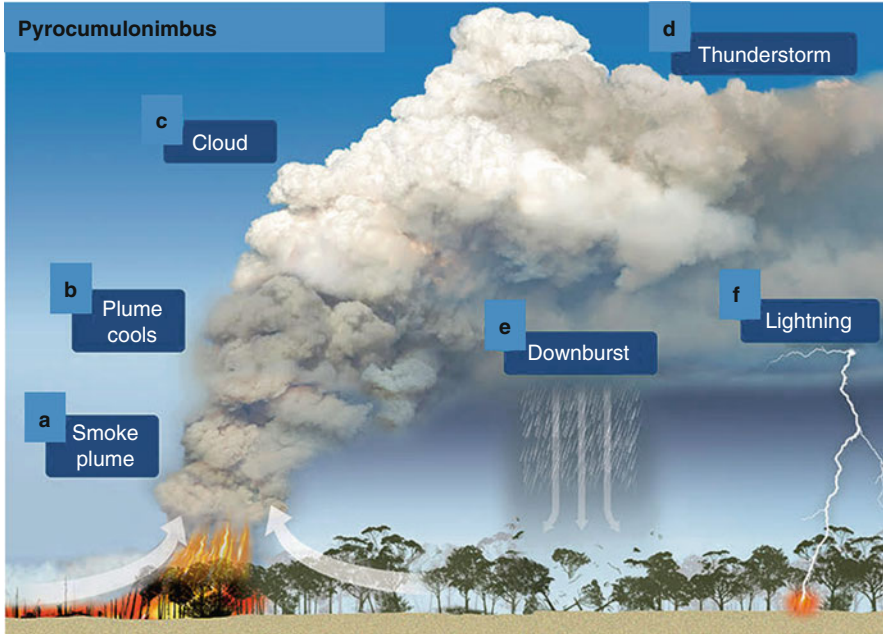 Pyrocumulonimbus
d
Thunderstorm
c
Cloud
b
Plume
cools
f
Lightning
e
Downburst
a
Smoke
plume